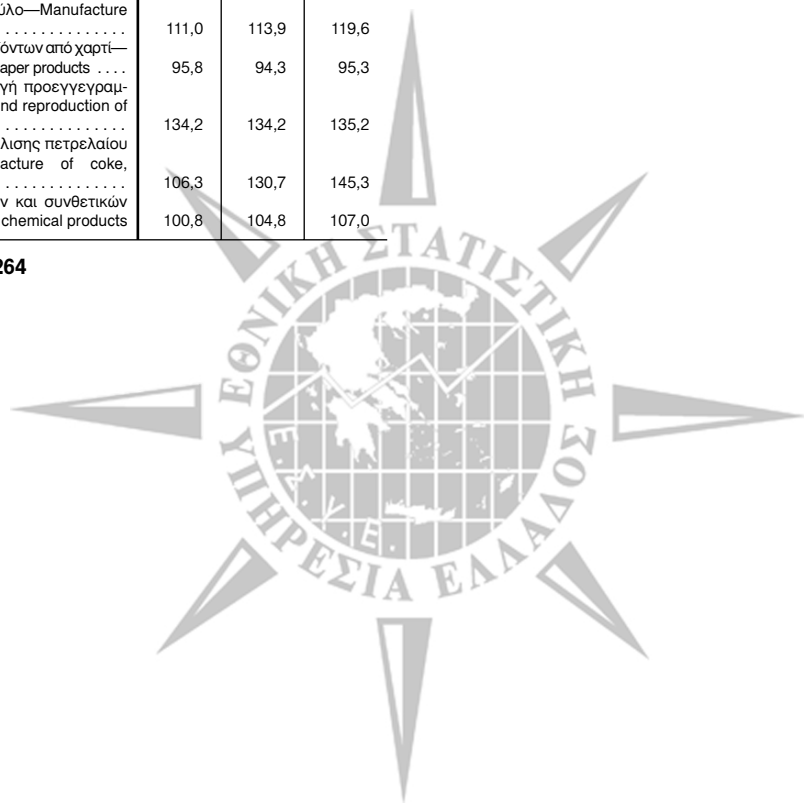 ύλο—Manufacture
. . . . . . . . . . . . . . . 111,0 113,9 119,6
όντων από χαρτί—
aper products . . . . 95,8 94,3 95,3
γή προεγγεγραμ-
nd reproduction of
. . . . . . . . . . . . . . . 134,2 134,2 135,2
λισης πετρελαίου
acture of coke,
. . . . . . . . . . . . . . . 106,3 130,7 145,3
ν και συνθετικών
chemical products 100,8 104,8 107,0
264
ΕΘΝΙΚΗ ΣΤΑΤΙΣΤΙΚΗ
ΥΠΗΡΕΣΙΑ ΕΛΛΑΔΟΣ
Ε.Σ.Υ.Ε.